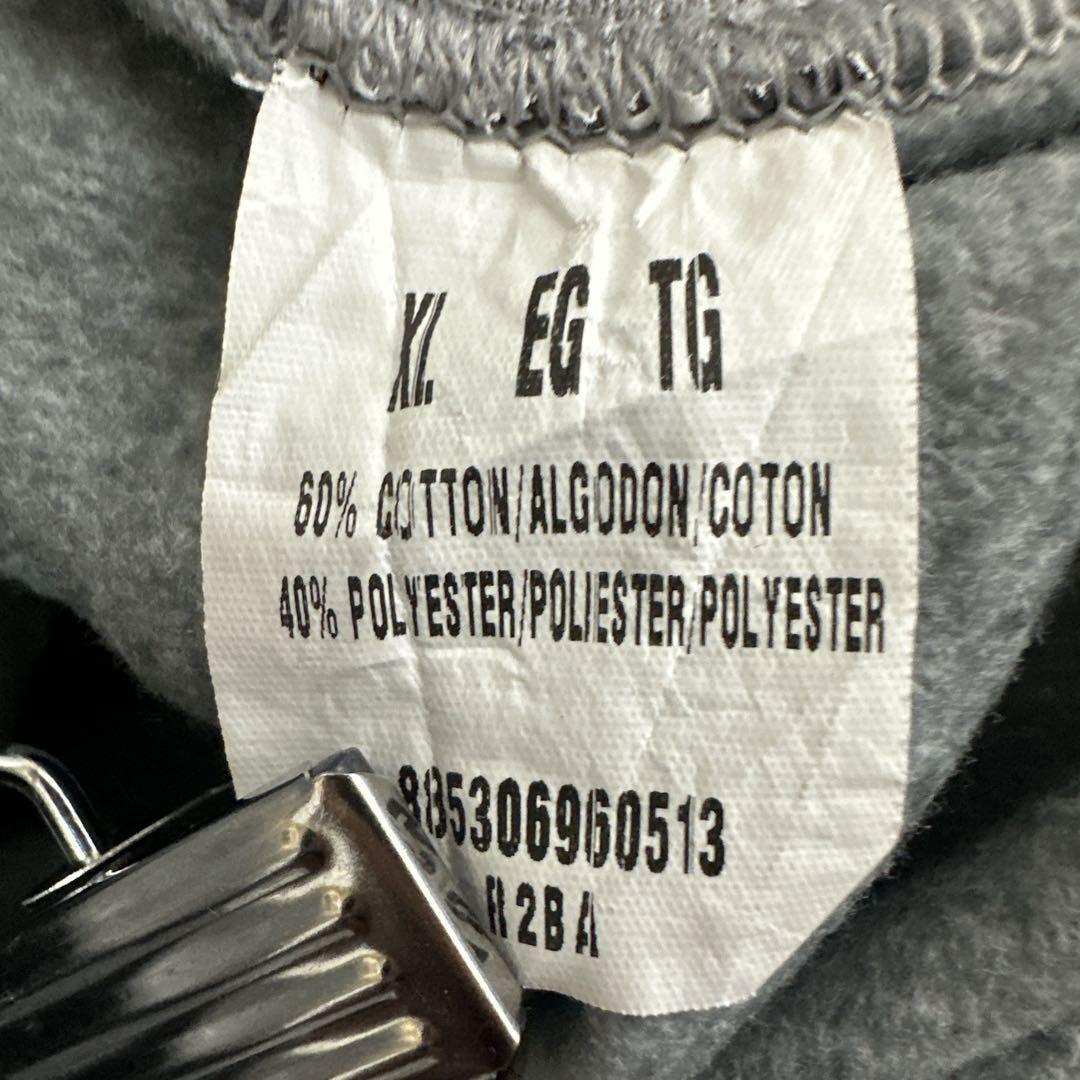 XL EG TG
60% COTTON/ALGODON/COTON
40% POLYESTER/POLIESTER/POLYESTER
885306960513
R2BA